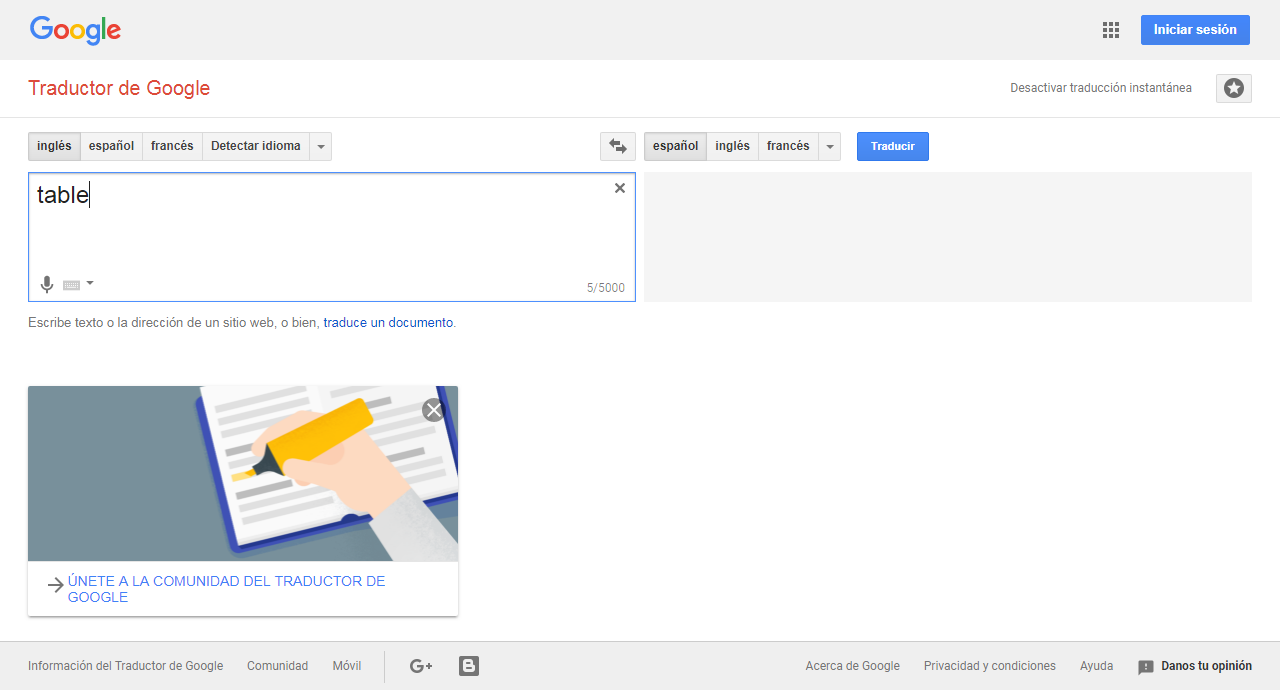 Google
Iniciar sesión
Traductor de Google
Desactivar traducción instantánea
inglés español francés Detectar idioma
español inglés francés
Traducir
table
5/5000
Escribe texto o la dirección de un sitio web, o bien, traduce un documento.
ÚNETE A LA COMUNIDAD DEL TRADUCTOR DE
GOOGLE
Información del Traductor de Google Comunidad Móvil G+ B Acerca de Google Privacidad y condiciones Ayuda Danos tu opinión